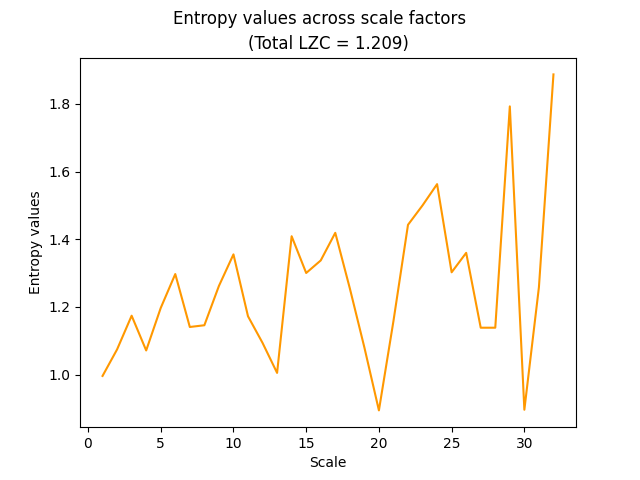 Entropy values across scale factors
(Total LZC = 1.209)
1.8
1.6
1.4
1.2
1.0
Entropy values
0 5 10 15 20 25 30
Scale